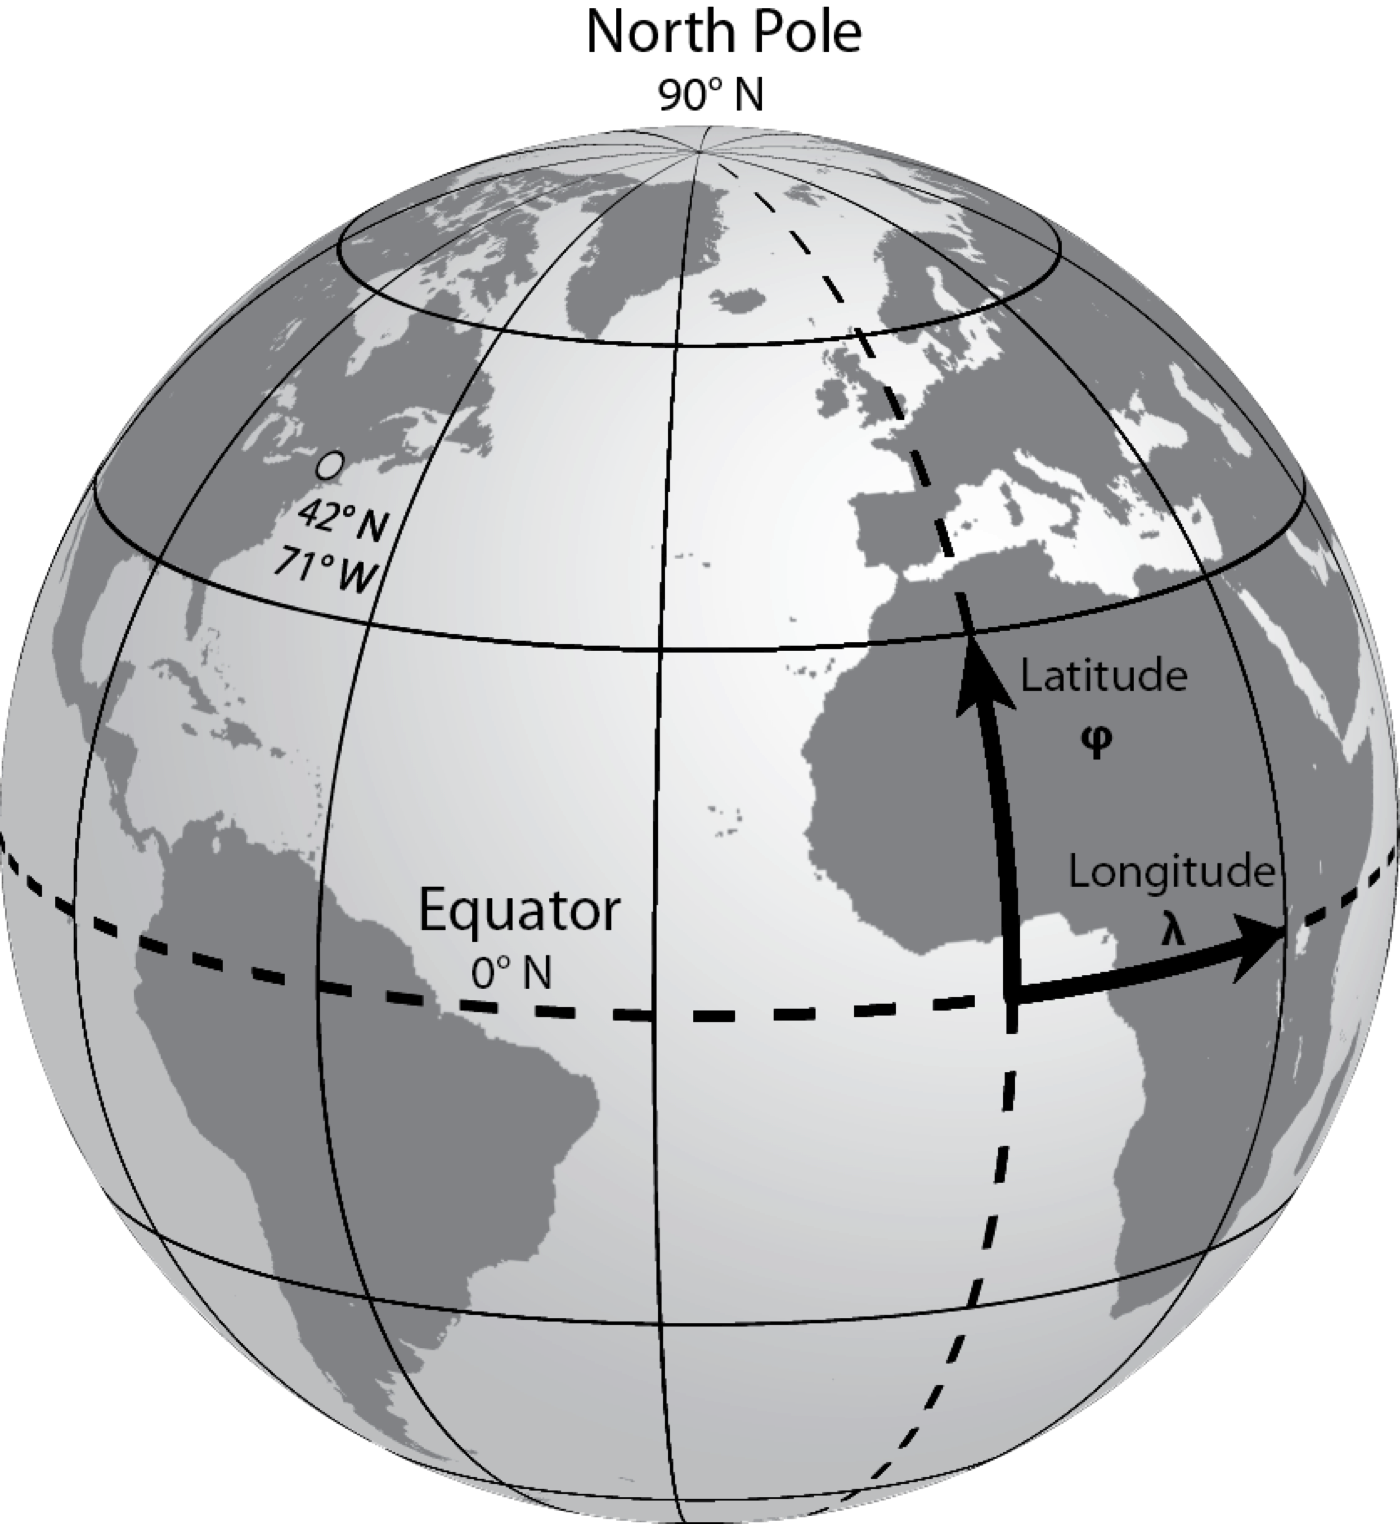 North Pole
90° N
42° N
71° W
Latitude
φ
Longitude
λ
Equator
0° N